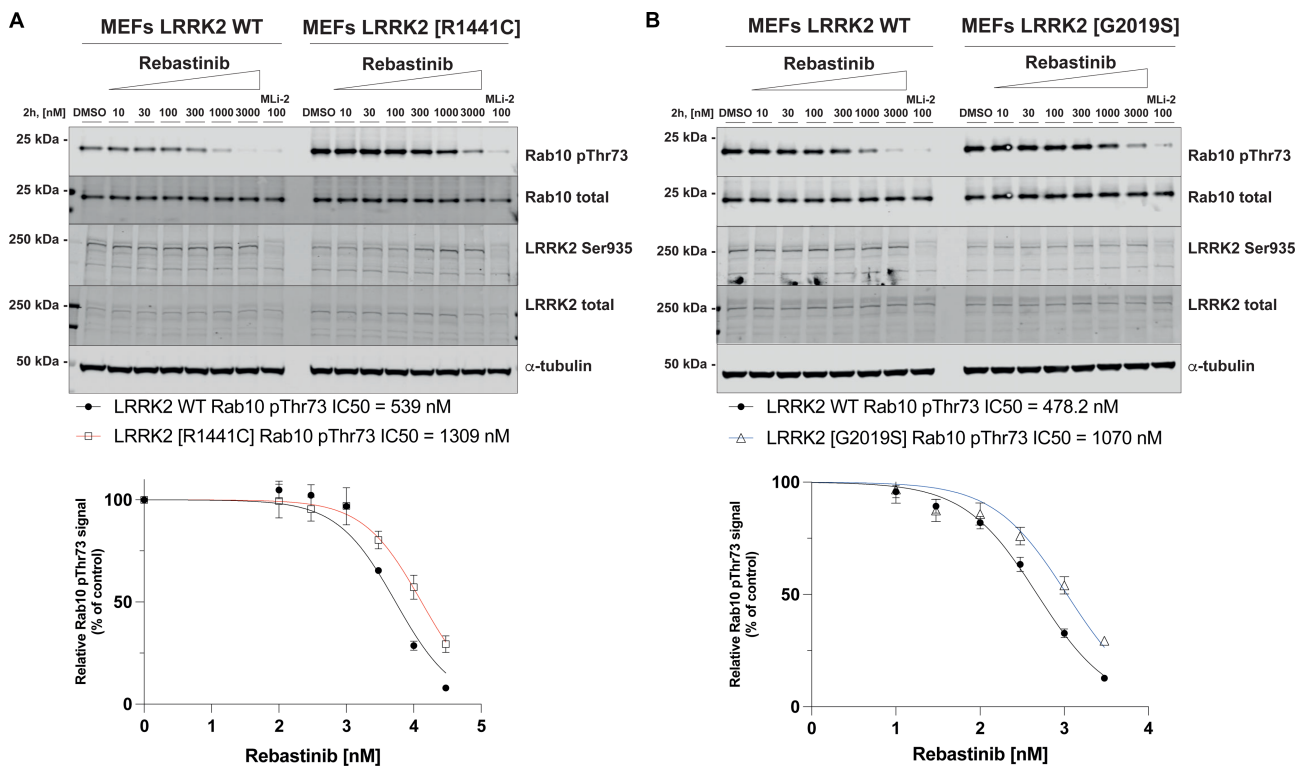 A
MEFs LRRK2 WT
MEFs LRRK2 [R1441C]
Rebastinib
Rebastinib
2h, [nM] DMSO 10 30 100 300 1000 3000 MLi-2 100
DMSO 10 30 100 300 1000 3000 MLi-2 100
25 kDa -
Rab10 pThr73
25 kDa -
Rab10 total
250 kDa -
LRRK2 Ser935
250 kDa -
LRRK2 total
50 kDa -
α-tubulin
LRRK2 WT Rab10 pThr73 IC50 = 539 nM
LRRK2 [R1441C] Rab10 pThr73 IC50 = 1309 nM
Relative Rab10 pThr73 signal
(% of control)
100
50
0
0 1 2 3 4 5
Rebastinib [nM]
B
MEFs LRRK2 WT
MEFs LRRK2 [G2019S]
Rebastinib
Rebastinib
2h, [nM] DMSO 10 30 100 300 1000 3000 MLi-2 100
DMSO 10 30 100 300 1000 3000 MLi-2 100
25 kDa -
Rab10 pThr73
25 kDa -
Rab10 total
250 kDa -
LRRK2 Ser935
250 kDa -
LRRK2 total
50 kDa -
α-tubulin
LRRK2 WT Rab10 pThr73 IC50 = 478.2 nM
LRRK2 [G2019S] Rab10 pThr73 IC50 = 1070 nM
Relative Rab10 pThr73 signal
(% of control)
100
50
0
0 1 2 3 4
Rebastinib [nM]